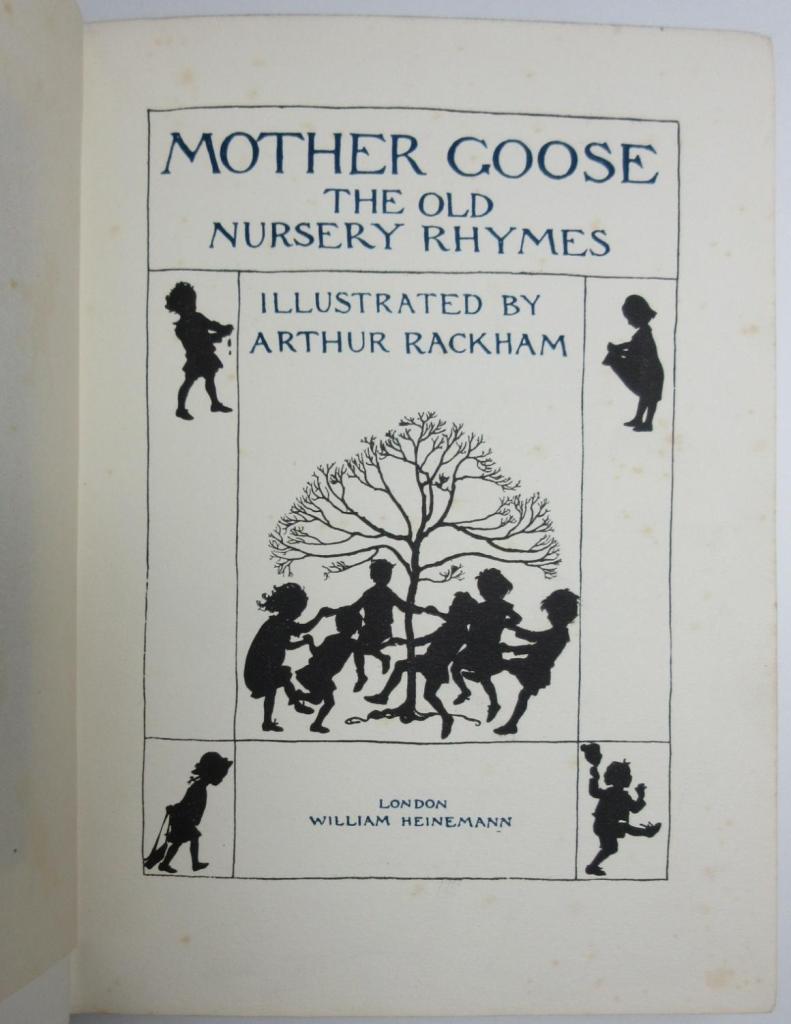 MOTHER GOOSE
THE OLD
NURSERY RHYMES
ILLUSTRATED BY
ARTHUR RACKHAM
LONDON
WILLIAM HEINEMANN